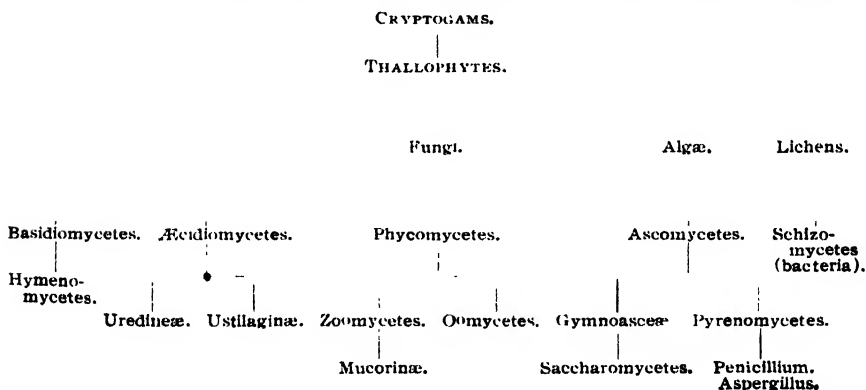 CRYPTOGAMS.
THALLOPHYTES.
Fungi. Algæ. Lichens.
Basidiomycetes. Æcidiomycetes. Phycomycetes. Ascomycetes. Schizo-
mycetes
(bacteria).
Hymeno-
mycetes.
Uredineæ. Ustilaginæ. Zoomycetes. Oomycetes. Gymnoasceæ Pyrenomycetes.
Mucorinæ. Saccharomycetes. Penicillium.
Aspergillus.